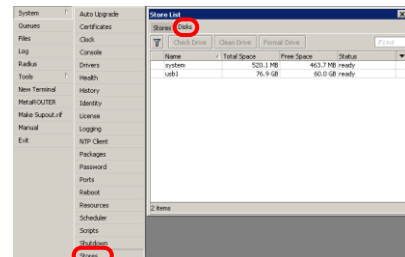 System
Queues
Files
Log
Radius
Tools
New Terminal
MetaROUTER
Make Supout.rif
Manual
Exit
Auto Upgrade
Certificates
Clock
Console
Drivers
Health
History
Identity
License
Logging
NTP Client
Packages
Password
Ports
Reboot
Resources
Scheduler
Scripts
Shutdown
Stores
Store List
Stores Disks
Check Drive Clean Drive Format Drive Find
Name Total Space Free Space Status
system 520.1 MB 463.7 MB ready
usb1 76.9 GB 60.0 GB ready
2 items